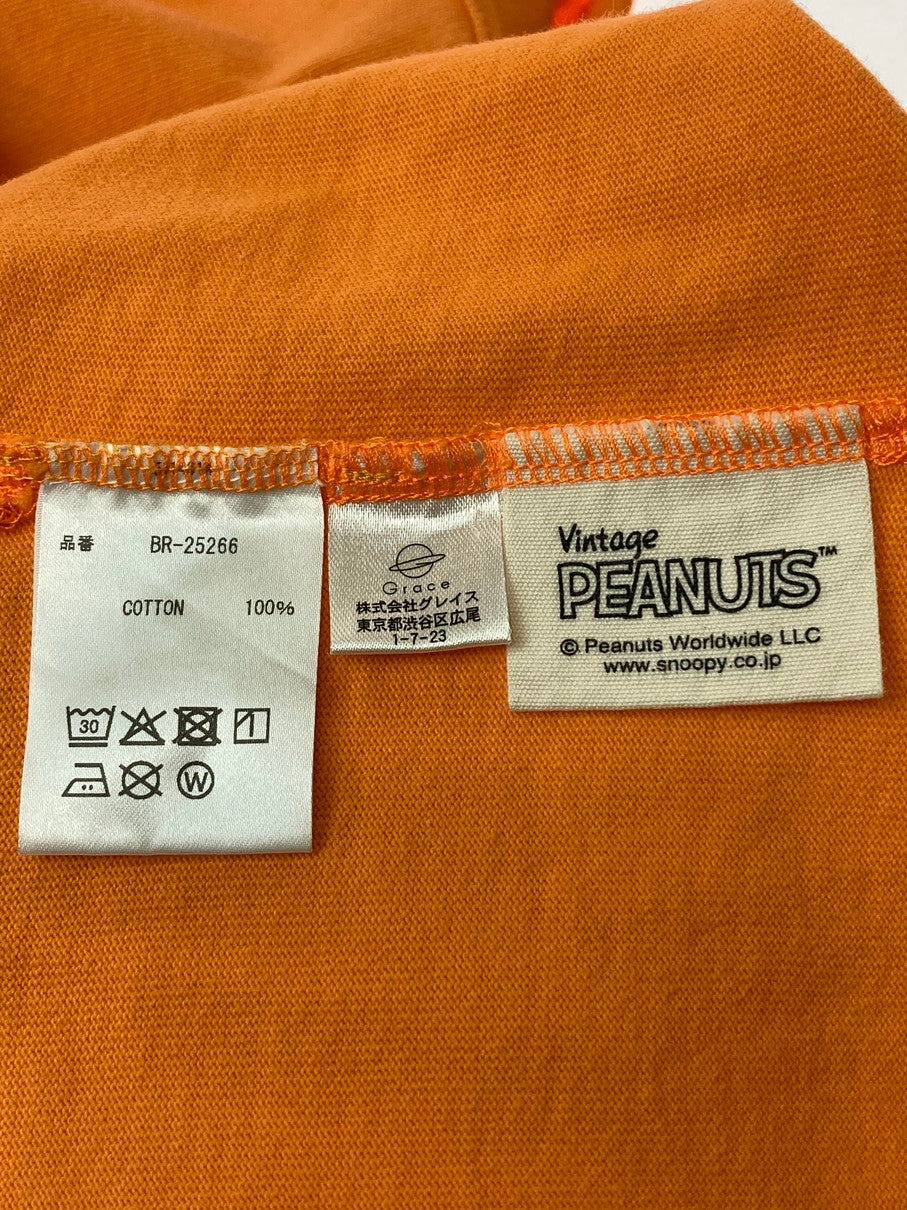 品番 BR-25266
COTTON 100%
30
W
Grace
株式会社グレイス
東京都渋谷区広尾
1-7-23
Vintage
PEANUTS™
© Peanuts Worldwide LLC
www.snoopy.co.jp